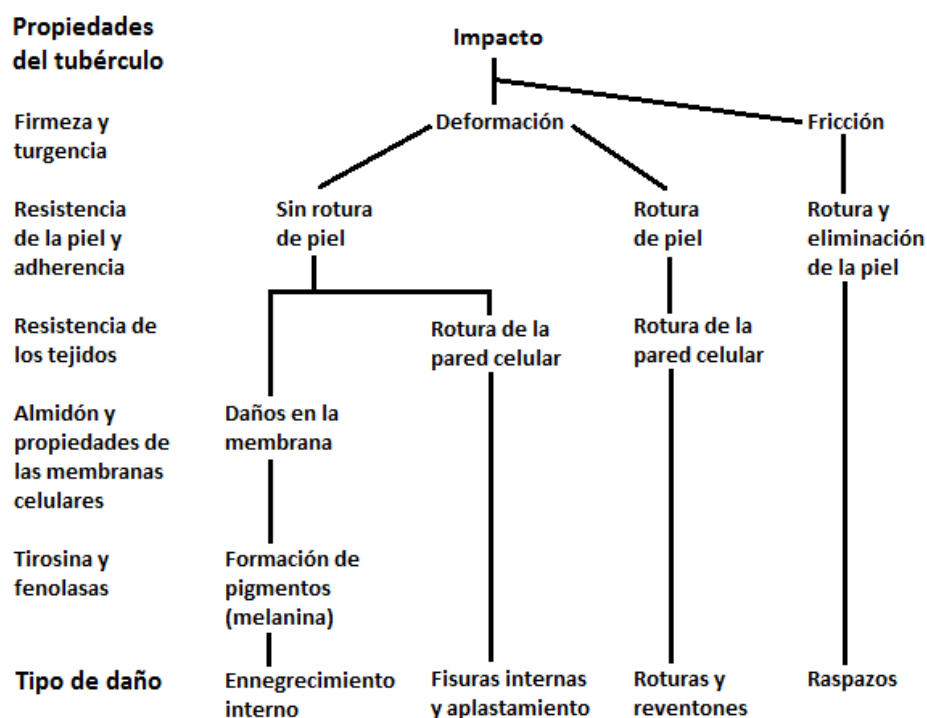 Propiedades
del tubérculo
Impacto
Firmeza y
turgencia
Deformación
Fricción
Resistencia
de la piel y
adherencia
Sin rotura
de piel
Rotura
de piel
Rotura y
eliminación
de la piel
Resistencia de
los tejidos
Rotura de la
pared celular
Rotura de la
pared celular
Almidón y
propiedades de
las membranas
celulares
Daños en la
membrana
Tirosina y
fenolasas
Formación de
pigmentos
(melanina)
Tipo de daño
Ennegrecimiento
interno
Fisuras internas
y aplastamiento
Roturas y
reventones
Raspazos